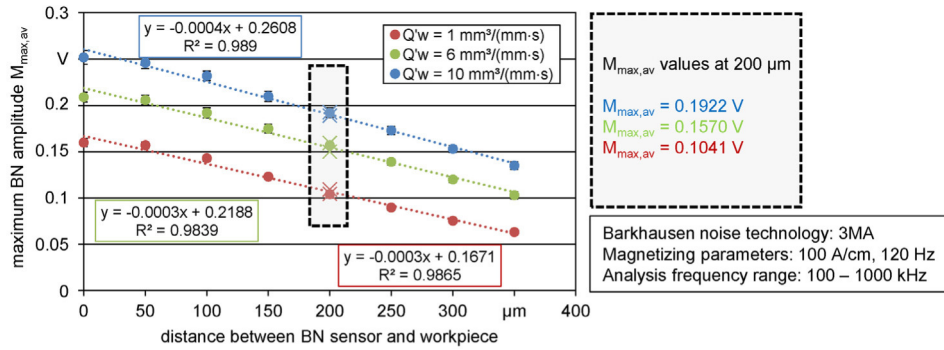 y = -0.0004x + 0.2608
R² = 0.989
Q'w = 1 mm³/(mm·s)
Q'w = 6 mm³/(mm·s)
Q'w = 10 mm³/(mm·s)
maximum BN amplitude Mmax,av
0.3
V
0.2
0.15
0.1
0.05
0
y = -0.0003x + 0.2188
R² = 0.9839
y = -0.0003x + 0.1671
R² = 0.9865
0 50 100 150 200 250 300 µm 400
distance between BN sensor and workpiece
Mmax,av values at 200 µm
Mmax,av = 0.1922 V
Mmax,av = 0.1570 V
Mmax,av = 0.1041 V
Barkhausen noise technology: 3MA
Magnetizing parameters: 100 A/cm, 120 Hz
Analysis frequency range: 100 – 1000 kHz